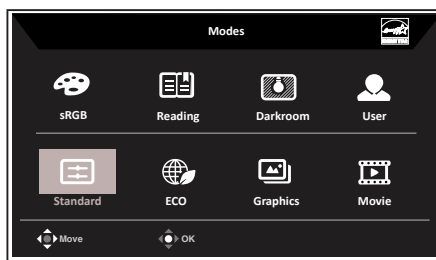 Modes
sRGB Reading Darkroom User
Standard ECO Graphics Movie
Move OK